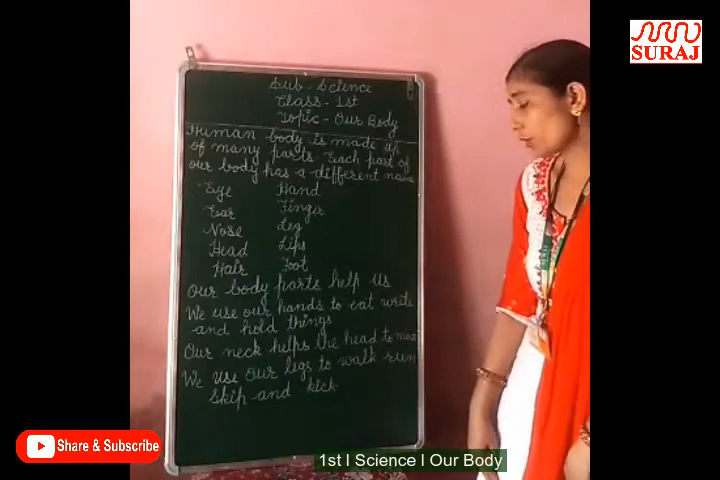 SURAJ
Sub - Science
Class - 1st
Topic - Our Body
Human body is made up
of many parts. Each part of
our body has a different name
Eye Hand
Ear Finger
Nose Leg
Head Lips
Hair Foot
Our body parts help us
We use our hands to eat write
and hold things
Our neck helps the head to move
We use our legs to walk run
skip and kick
Share & Subscribe
1st I Science I Our Body